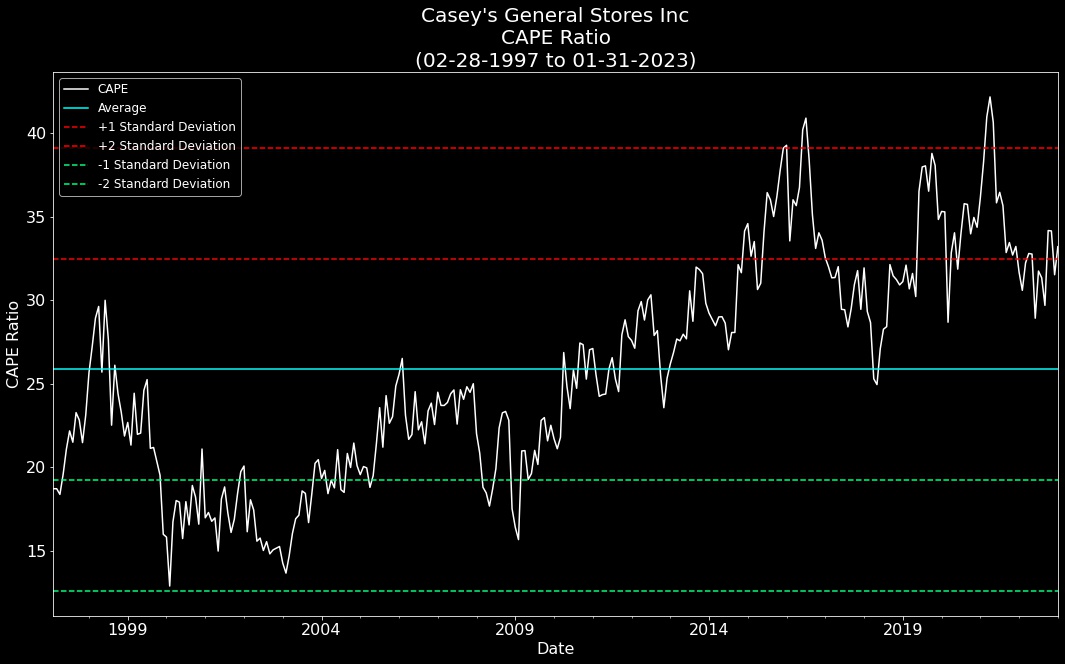 Casey's General Stores Inc
CAPE Ratio
(02-28-1997 to 01-31-2023)
CAPE
Average
+1 Standard Deviation
+2 Standard Deviation
-1 Standard Deviation
-2 Standard Deviation
40
35
30
25
20
15
CAPE Ratio
1999 2004 2009 2014 2019
Date